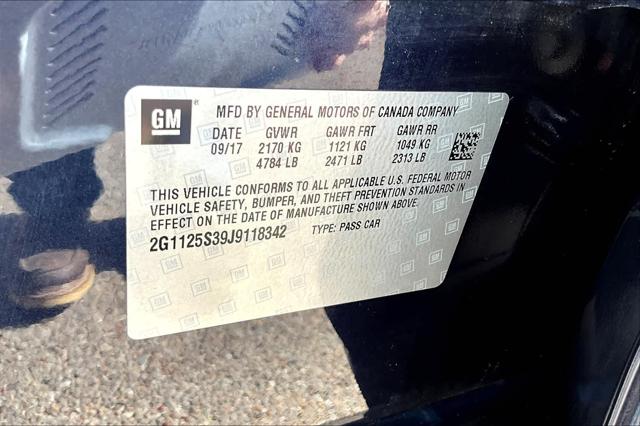 GM
MFD BY GENERAL MOTORS OF CANADA COMPANY
DATE GVWR GAWR FRT GAWR RR
09/17 2170 KG 1121 KG 1049 KG
4784 LB 2471 LB 2313 LB
THIS VEHICLE CONFORMS TO ALL APPLICABLE U.S. FEDERAL MOTOR
VEHICLE SAFETY, BUMPER, AND THEFT PREVENTION STANDARDS IN
EFFECT ON THE DATE OF MANUFACTURE SHOWN ABOVE.
2G1125S39J9118342 TYPE: PASS CAR